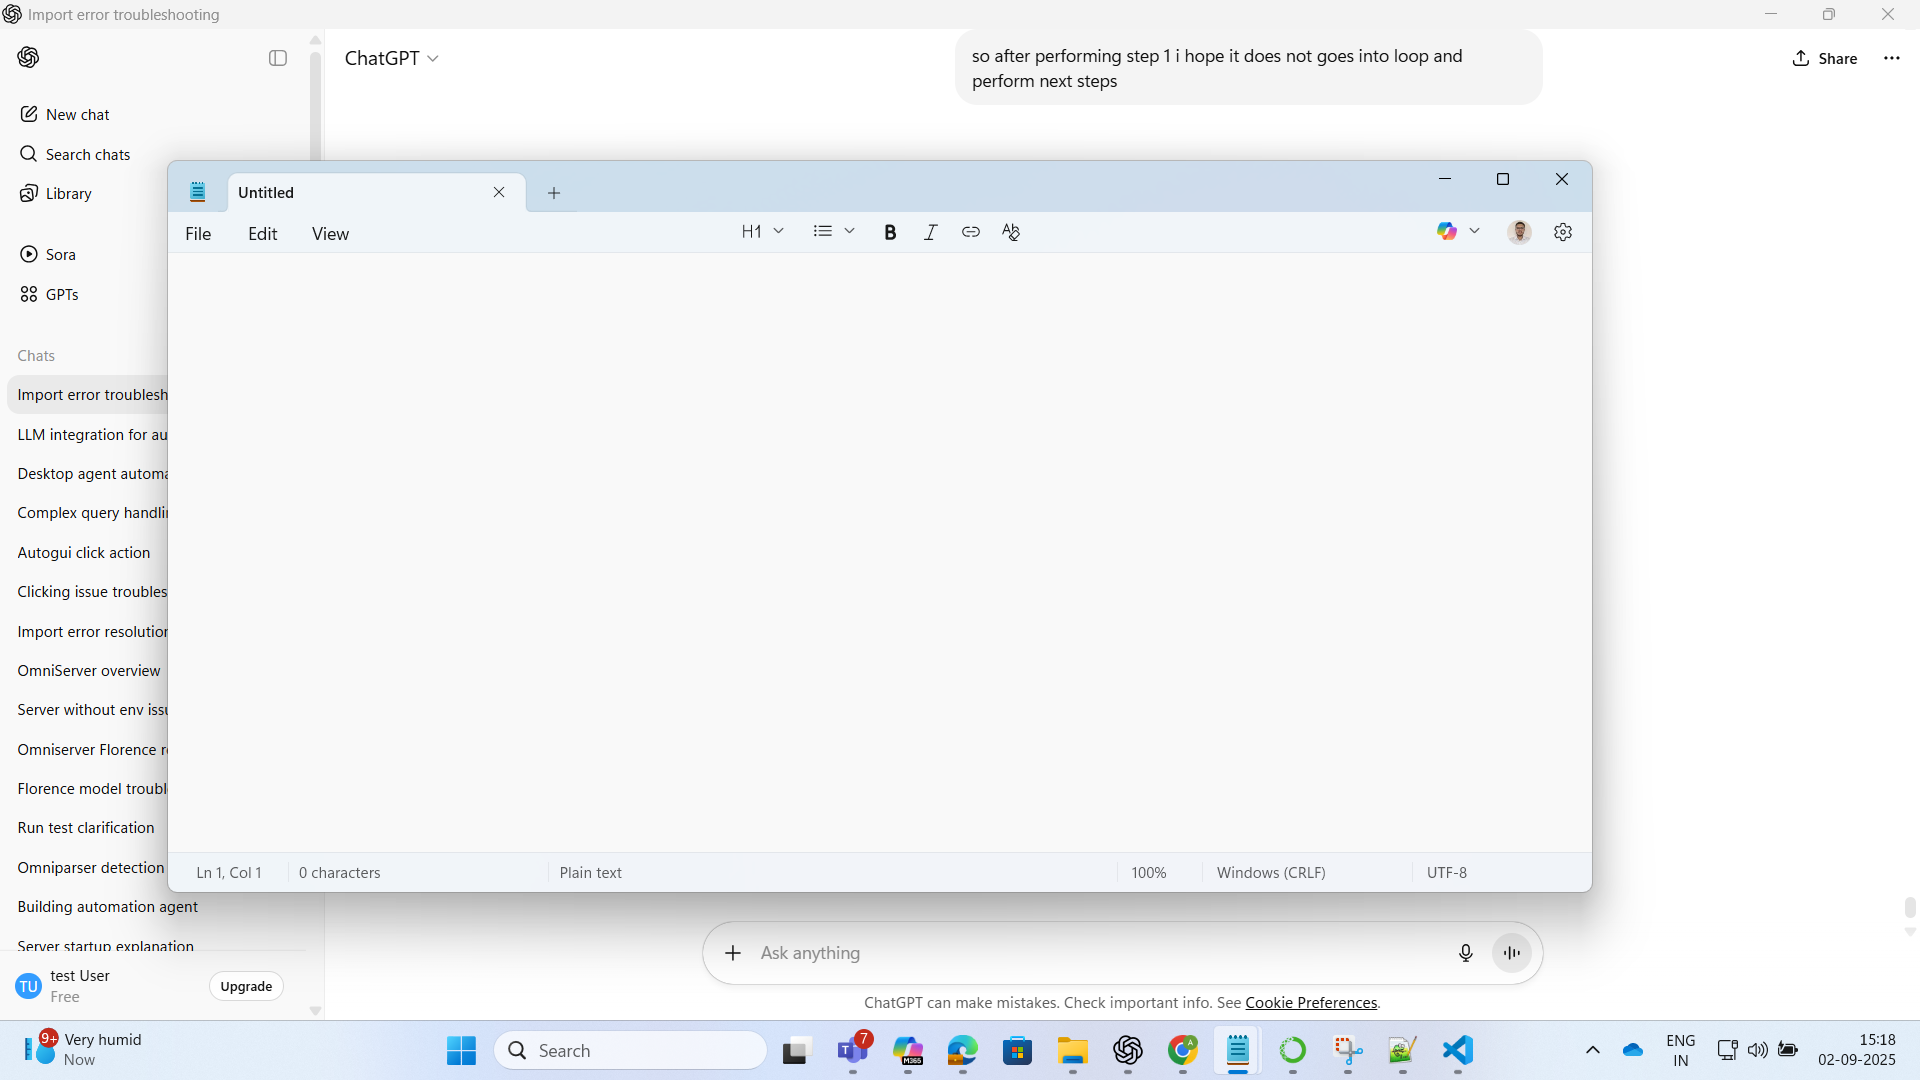 Import error troubleshooting
ChatGPT
so after performing step 1 i hope it does not goes into loop and
perform next steps
Share
New chat
Search chats
Library
Sora
GPTs
Chats
Import error troublesh
LLM integration for au
Desktop agent automa
Complex query handlin
Autogui click action
Clicking issue troubles
Import error resolution
OmniServer overview
Server without env issu
Omniserver Florence r
Florence model troubl
Run test clarification
Omniparser detection
Building automation agent
Server startup explanation
TU
test User
Free
Upgrade
Untitled
File
Edit
View
H1
B
I
Ln 1, Col 1
0 characters
Plain text
100%
Windows (CRLF)
UTF-8
Ask anything
ChatGPT can make mistakes. Check important info. See Cookie Preferences.
9+
Very humid
Now
Search
7
M365
A
ENG
IN
15:18
02-09-2025